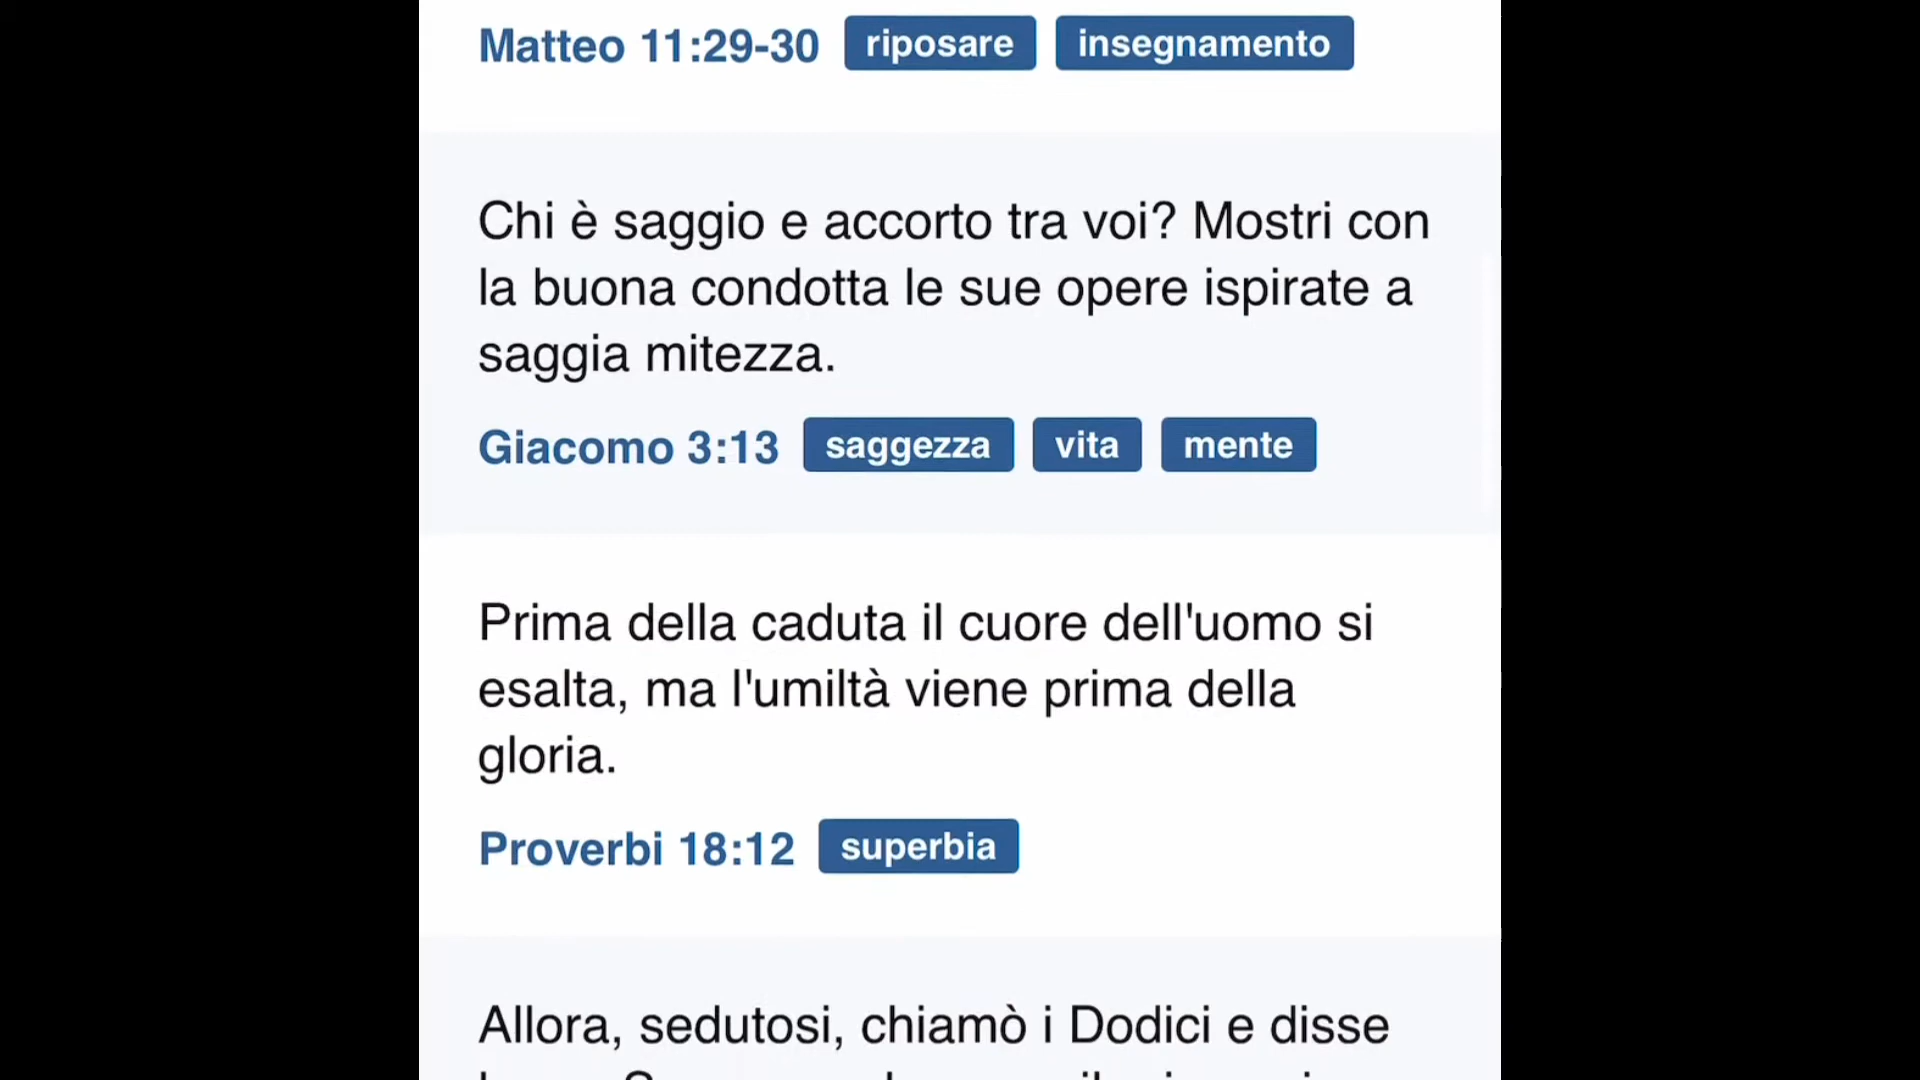 Matteo 11:29-30 riposare insegnamento
Chi è saggio e accorto tra voi? Mostri con
la buona condotta le sue opere ispirate a
saggia mitezza.
Giacomo 3:13 saggezza vita mente
Prima della caduta il cuore dell'uomo si
esalta, ma l'umiltà viene prima della
gloria.
Proverbi 18:12 superbia
Allora, sedutosi, chiamò i Dodici e disse